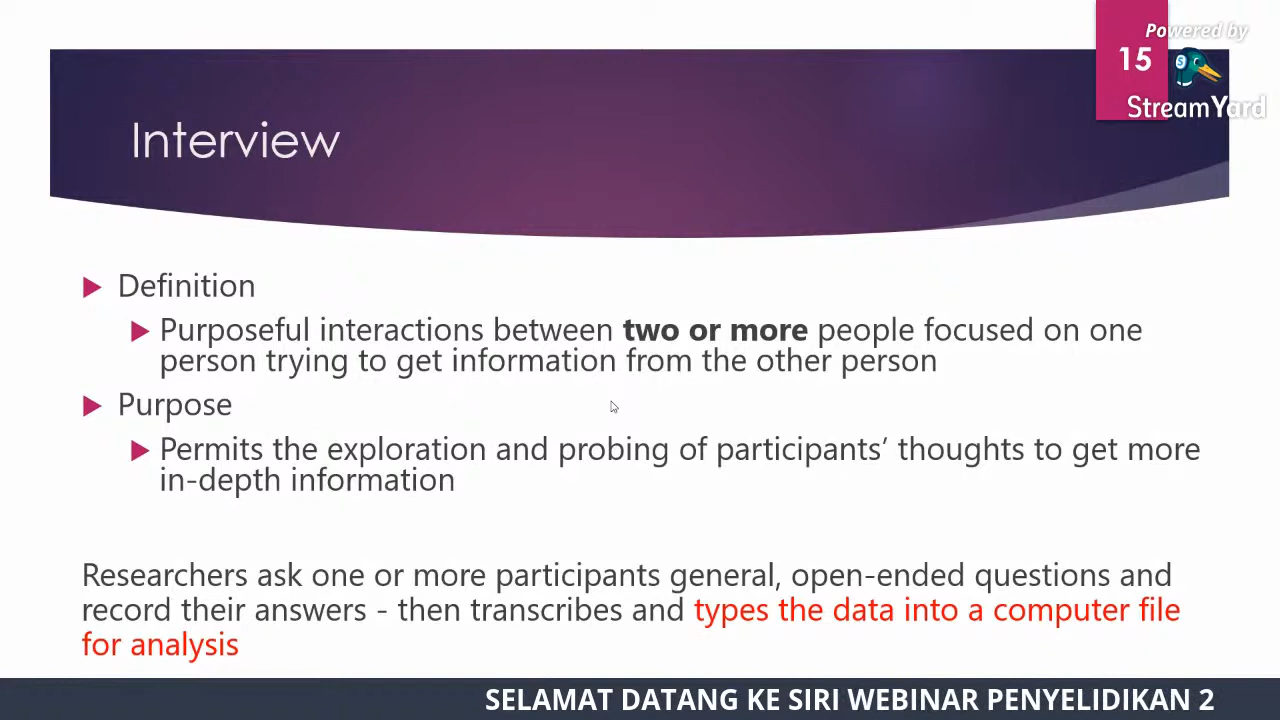 Powered by
15
StreamYard
Interview
Definition
Purposeful interactions between two or more people focused on one
person trying to get information from the other person
Purpose
Permits the exploration and probing of participants’ thoughts to get more
in-depth information
Researchers ask one or more participants general, open-ended questions and
record their answers - then transcribes and types the data into a computer file
for analysis
SELAMAT DATANG KE SIRI WEBINAR PENYELIDIKAN 2